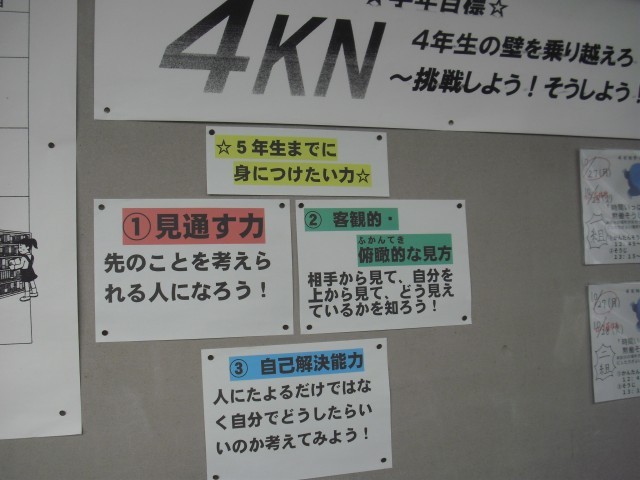 ☆学年目標☆
4KN
4年生の壁を乗り越えろ
～挑戦しよう！そうしよう！
☆5年生までに
身につけたい力☆
①見通す力
先のことを考えら
れる人になろう！
② 客観的・
ふかんてき
俯瞰的な見方
相手から見て、自分を
上から見て、どう見え
ているかを知ろう！
③ 自己解決能力
人にたよるだけではな
く自分でどうしたらい
いのか考えてみよう！